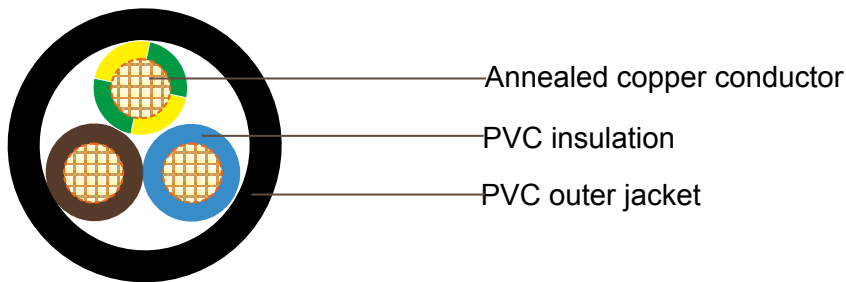 Annealed copper conductor
PVC insulation
PVC outer jacket